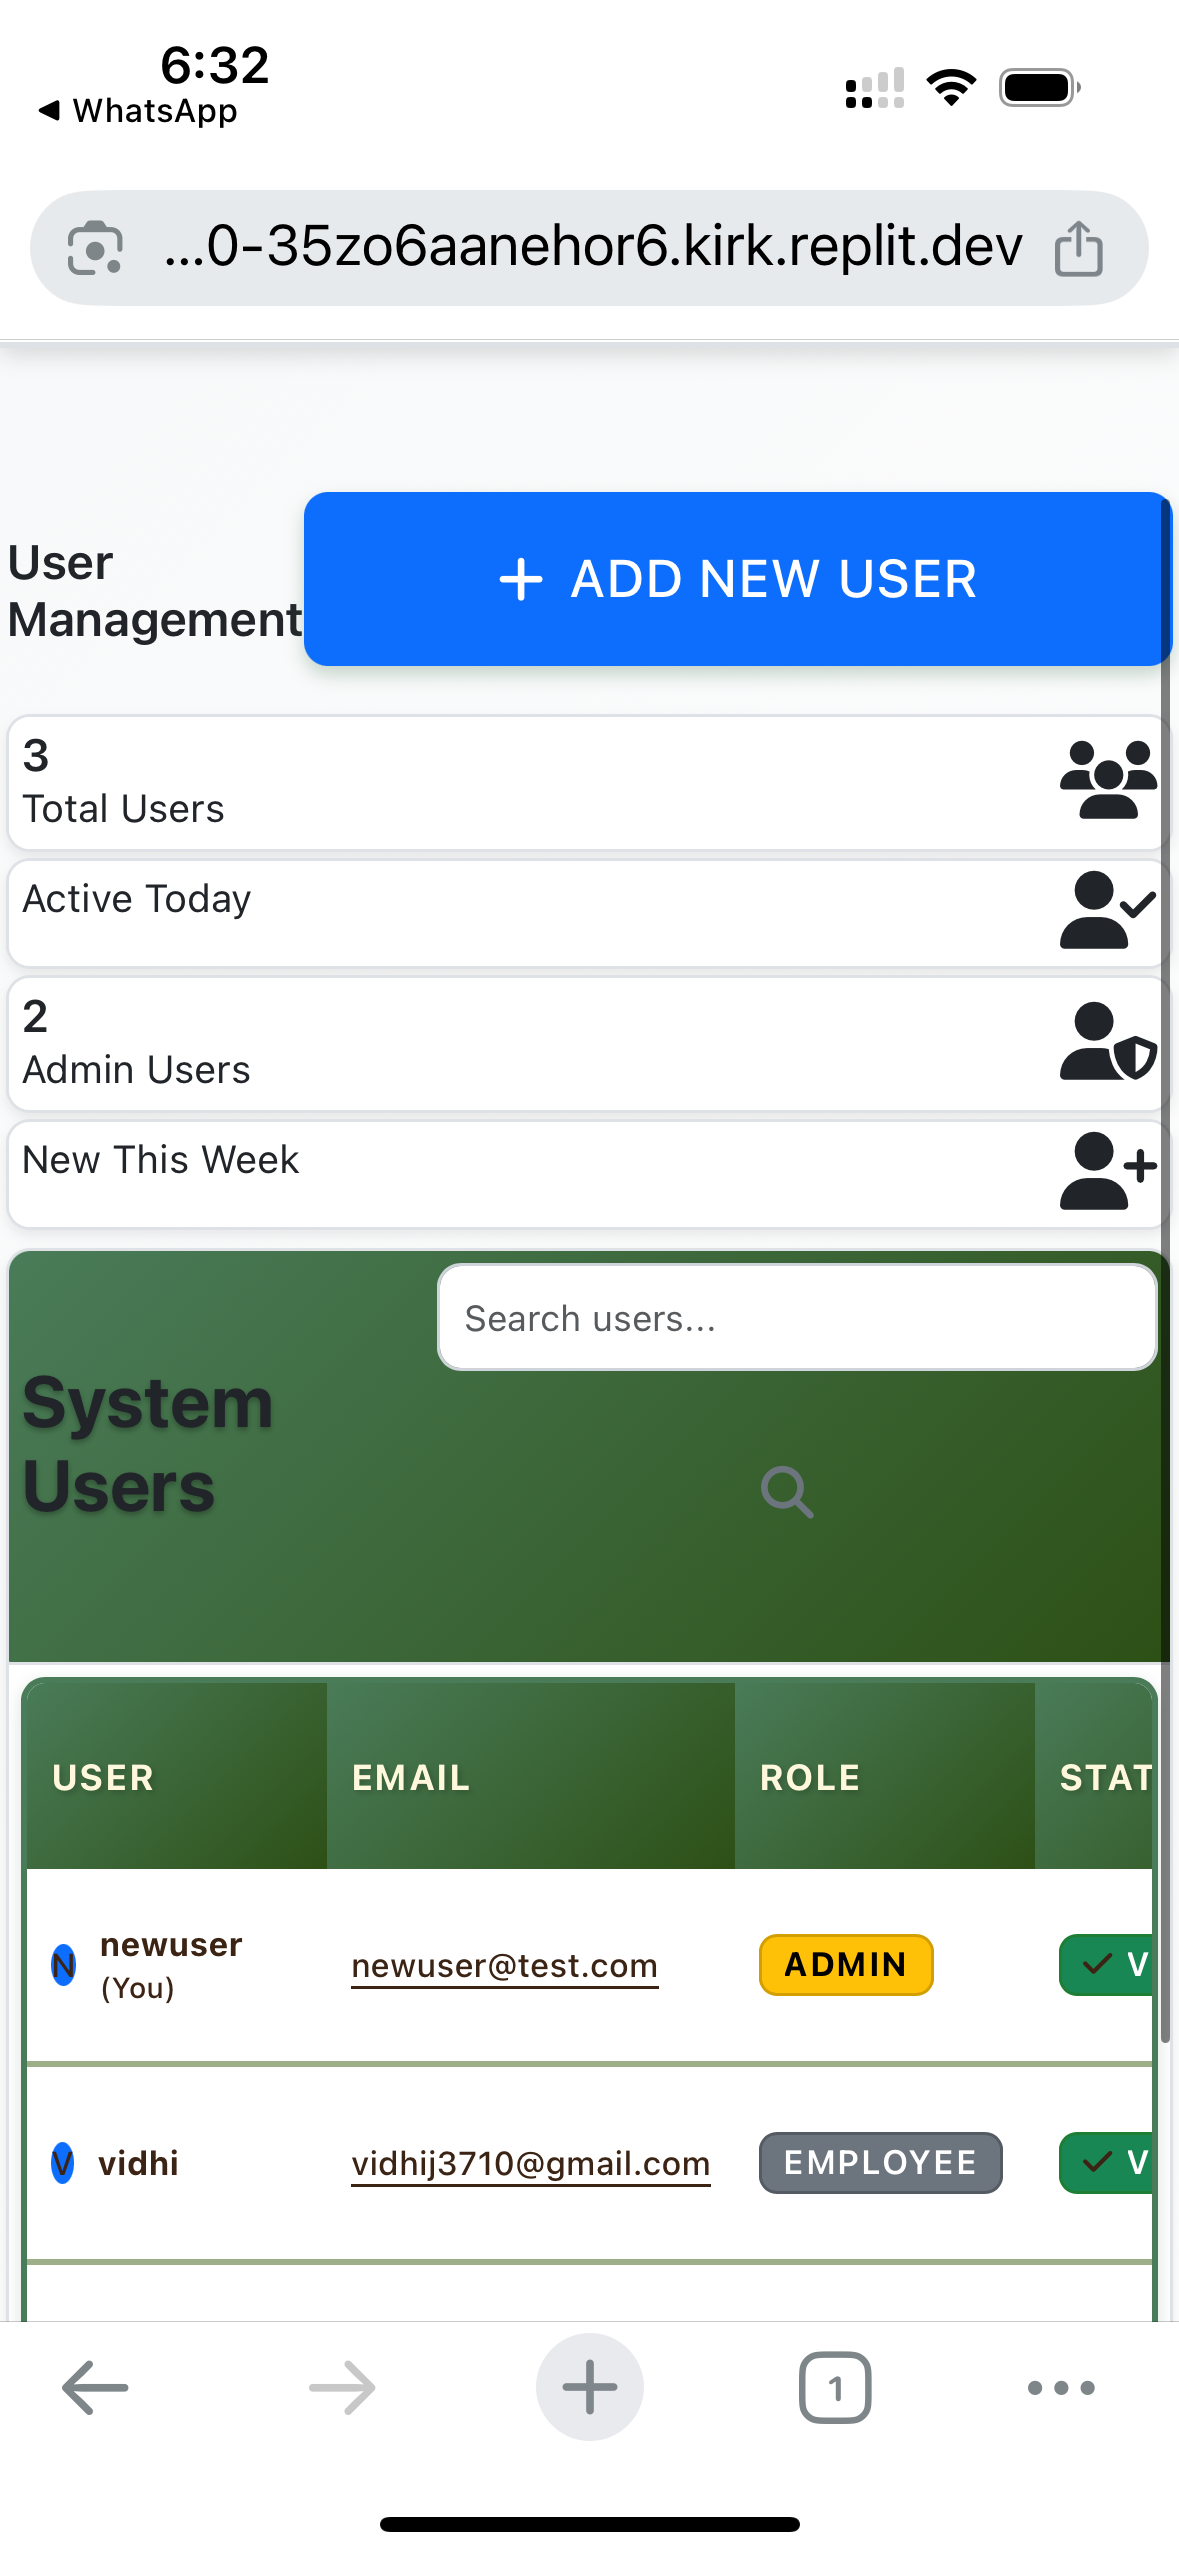 6:32
WhatsApp
...0-35zo6aanehor6.kirk.replit.dev
User
Management
ADD NEW USER
3
Total Users
Active Today
2
Admin Users
New This Week
Search users...
System
Users
USER EMAIL ROLE STAT
N newuser
(You)
newuser@test.com ADMIN V
V vidhi vidhij3710@gmail.com EMPLOYEE V
1